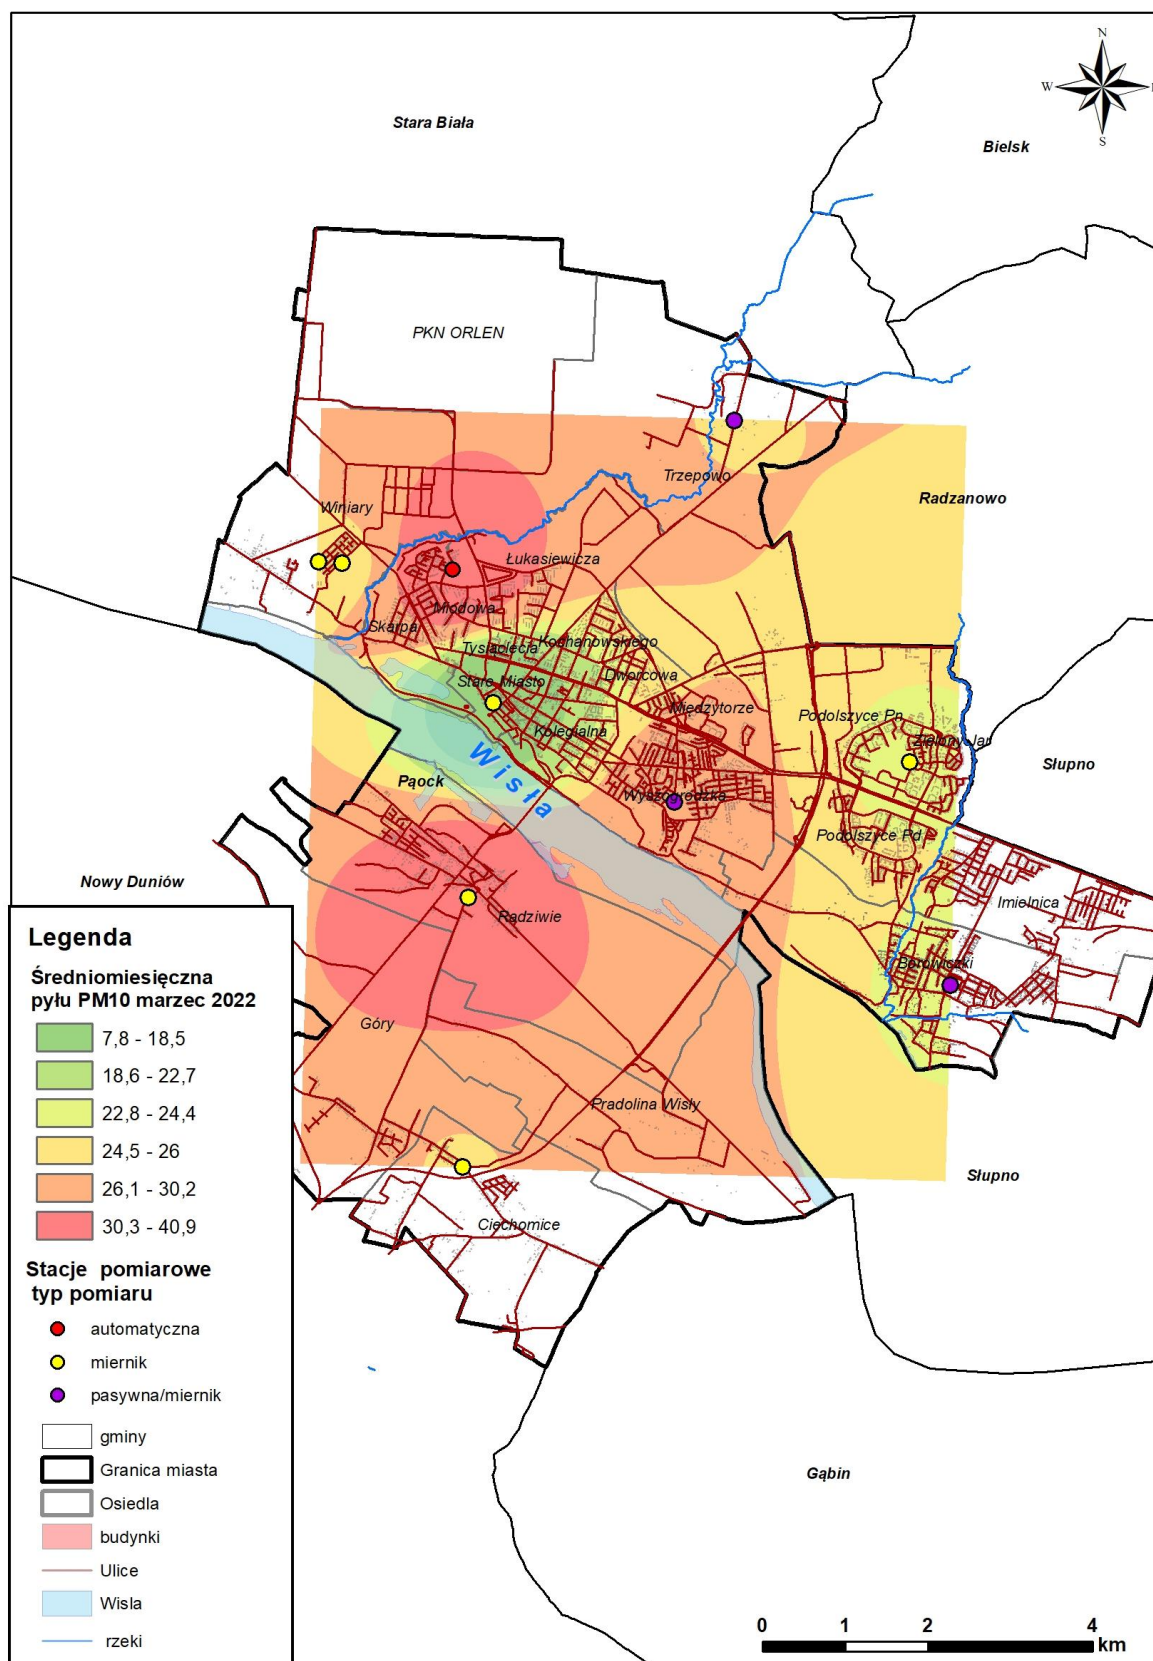 N
W
S
Stara Biała
Bielsk
PKN ORLEN
Trzepowo
Radzanowo
Winiary
Łukasiewicza
Miodowa
Skarpa
Tysiąclecia
Kochanowskiego
Stare Miasto
Dworcowa
Międzytorze
Podolszyce Pn
Kolegialna
Zielony Jar
Słupno
Wisła
Pąock
Wyszogrodzka
Podolszyce Pd
Nowy Duniów
Radziwie
Imielnica
Borowiczki
Góry
Pradolina Wisły
Słupno
Ciechomice
Gąbin
Legenda
Średniomiesięczna
pyłu PM10 marzec 2022
7,8 - 18,5
18,6 - 22,7
22,8 - 24,4
24,5 - 26
26,1 - 30,2
30,3 - 40,9
Stacje pomiarowe
typ pomiaru
automatyczna
miernik
pasywna/miernik
gminy
Granica miasta
Osiedla
budynki
Ulice
Wisla
rzeki
0 1 2 4
km